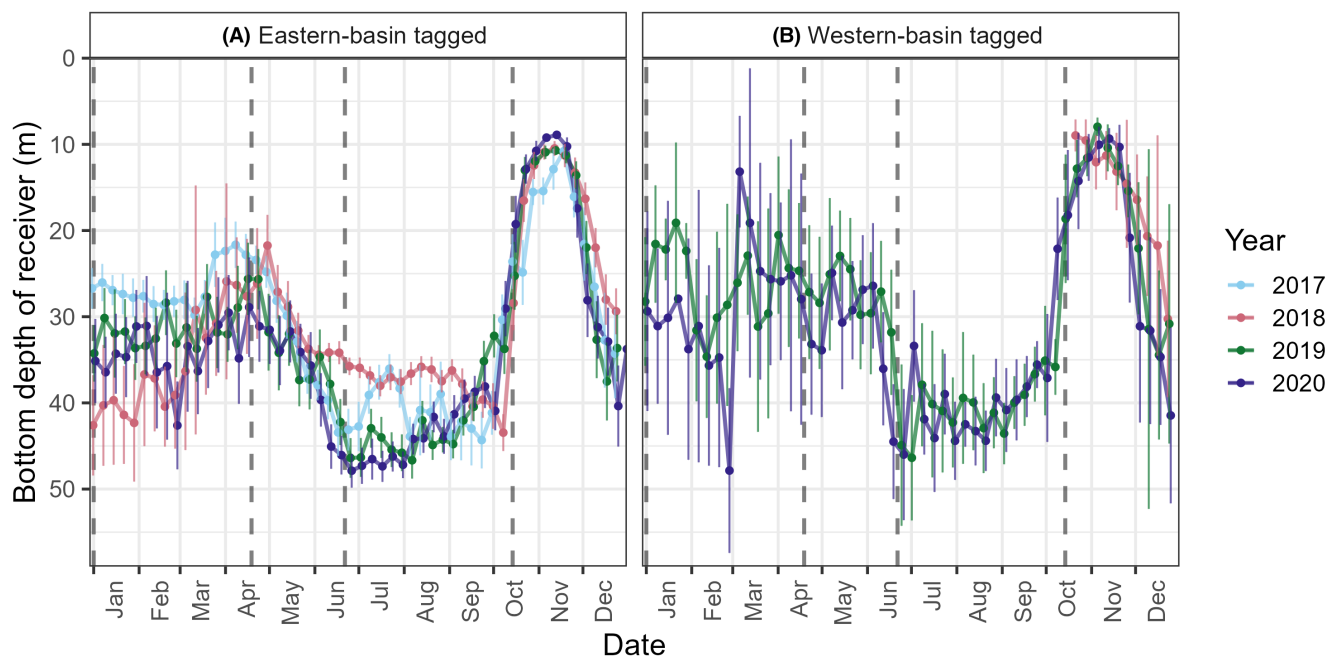 (A) Eastern-basin tagged
(B) Western-basin tagged
Bottom depth of receiver (m)
0
10
20
30
40
50
Jan Feb Mar Apr May Jun Jul Aug Sep Oct Nov Dec
Jan Feb Mar Apr May Jun Jul Aug Sep Oct Nov Dec
Date
Year
2017
2018
2019
2020